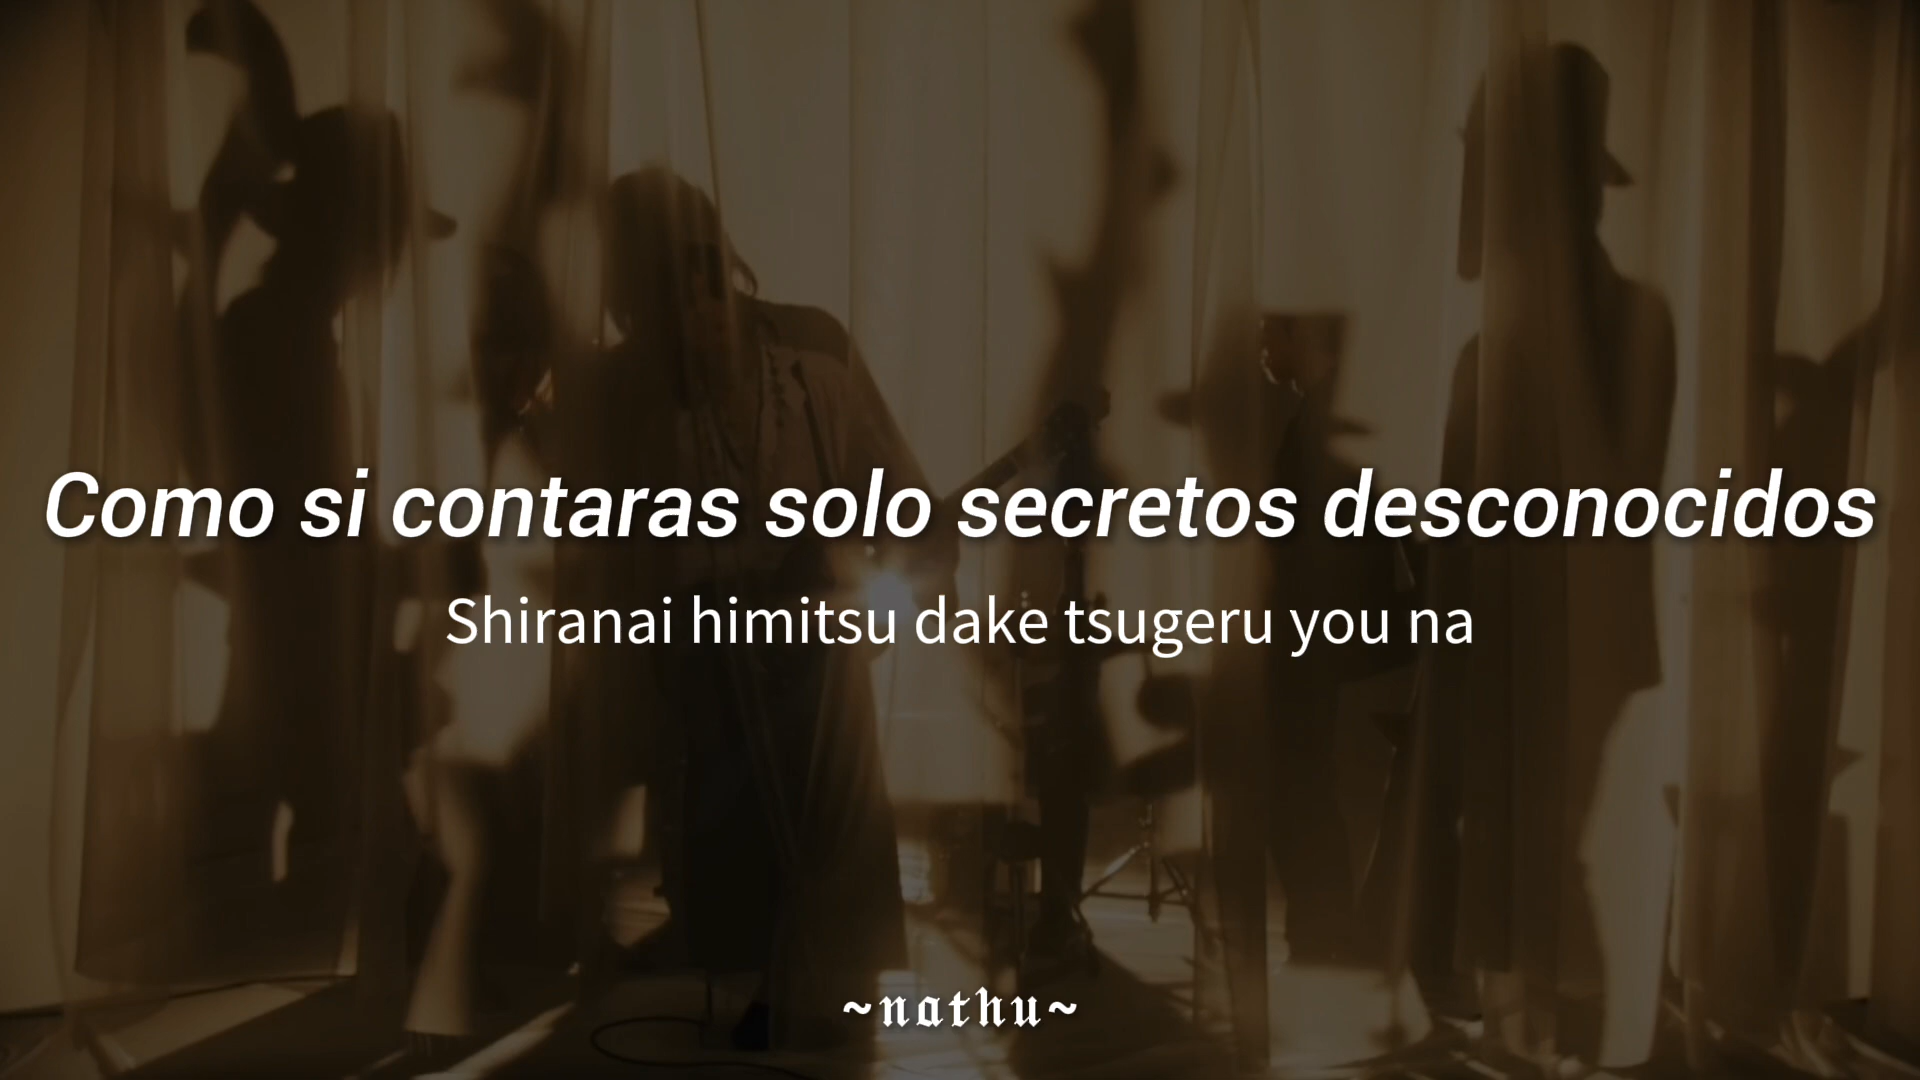 Como si contaras solo secretos desconocidos
Shiranai himitsu dake tsugeru you na
~nathu~